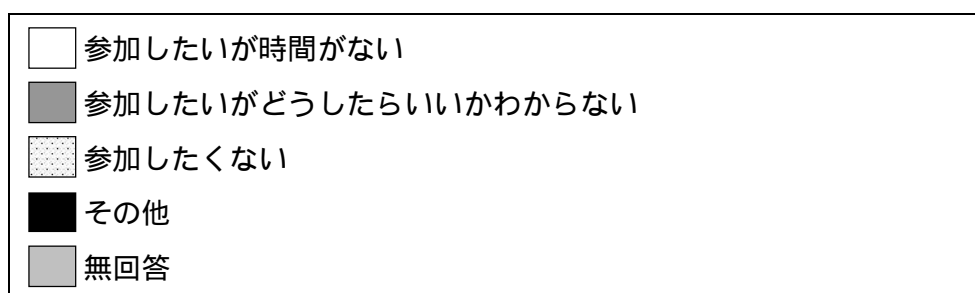 参加したいが時間がない
参加したいがどうしたらいいかわからない
参加したくない
その他
無回答